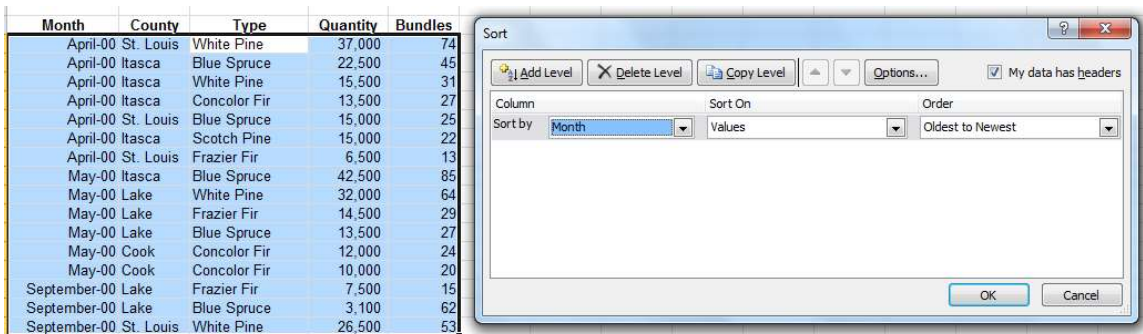 Month County Type Quantity Bundles
April-00 St. Louis White Pine 37,000 74
April-00 Itasca Blue Spruce 22,500 45
April-00 Itasca White Pine 15,500 31
April-00 Itasca Concolor Fir 13,500 27
April-00 St. Louis Blue Spruce 15,000 25
April-00 Itasca Scotch Pine 15,000 22
April-00 St. Louis Frazier Fir 6,500 13
May-00 Itasca Blue Spruce 42,500 85
May-00 Lake White Pine 32,000 64
May-00 Lake Frazier Fir 14,500 29
May-00 Lake Blue Spruce 13,500 27
May-00 Cook Concolor Fir 12,000 24
May-00 Cook Concolor Fir 10,000 20
September-00 Lake Frazier Fir 7,500 15
September-00 Lake Blue Spruce 3,100 62
September-00 St. Louis White Pine 26,500 53
Sort
Add Level Delete Level Copy Level Options... My data has headers
Column Sort On Order
Sort by Month Values Oldest to Newest
OK Cancel